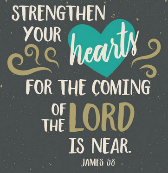 STRENGTHEN
YOUR hearts
FOR THE COMING
OF THE LORD
IS NEAR.
JAMES 5:8